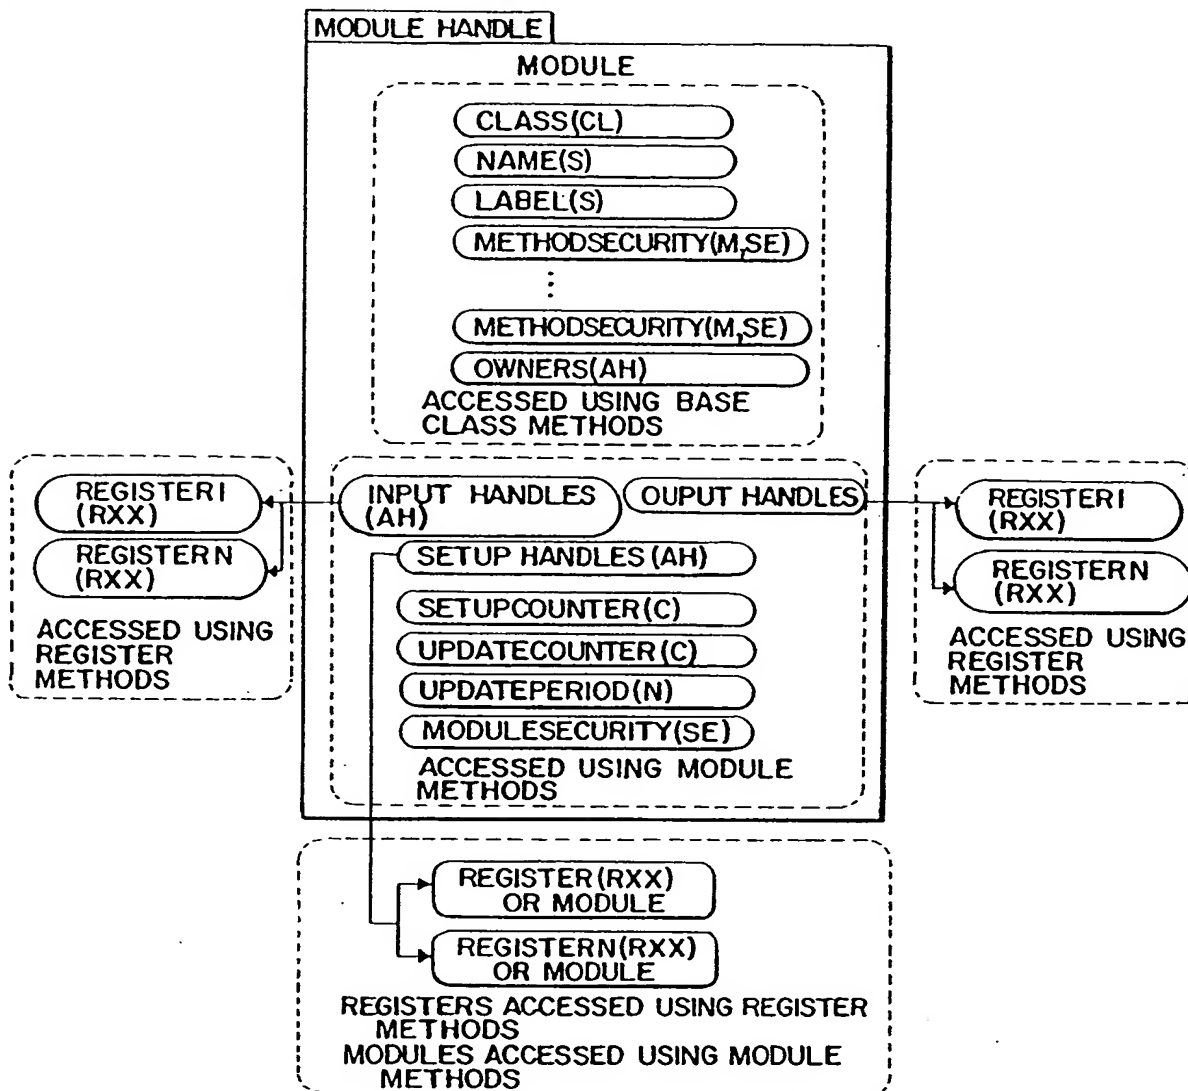 MODULE HANDLE
MODULE
CLASS(CL)
NAME(S)
LABEL(S)
METHODSECURITY(M,SE)
METHODSECURITY(M,SE)
OWNERS(AH)
ACCESSED USING BASE
CLASS METHODS
REGISTER1
(RXX)
REGISTERN
(RXX)
ACCESSED USING
REGISTER
METHODS
INPUT HANDLES
(AH)
OUPUT HANDLES
SETUP HANDLES(AH)
SETUPCOUNTER(C)
UPDATECOUNTER(C)
UPDATEPERIOD(N)
MODULESECURITY(SE)
ACCESSED USING MODULE
METHODS
REGISTER1
(RXX)
REGISTERN
(RXX)
ACCESSED USING
REGISTER
METHODS
REGISTER(RXX)
OR MODULE
REGISTERN(RXX)
OR MODULE
REGISTERS ACCESSED USING REGISTER
METHODS
MODULES ACCESSED USING MODULE
METHODS